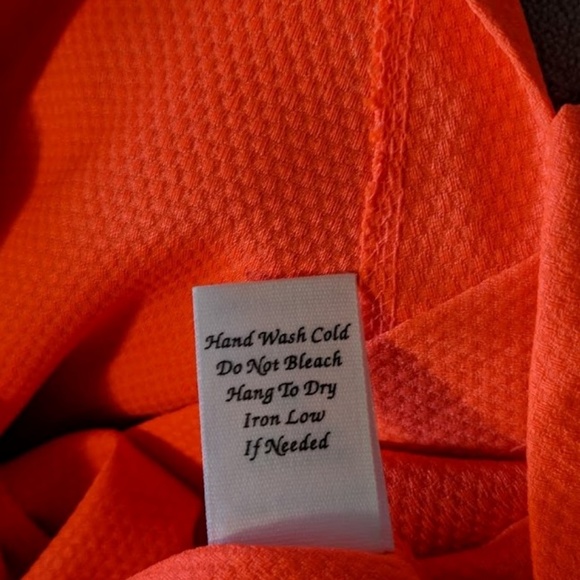 Hand Wash Cold
Do Not Bleach
Hang To Dry
Iron Low
If Needed